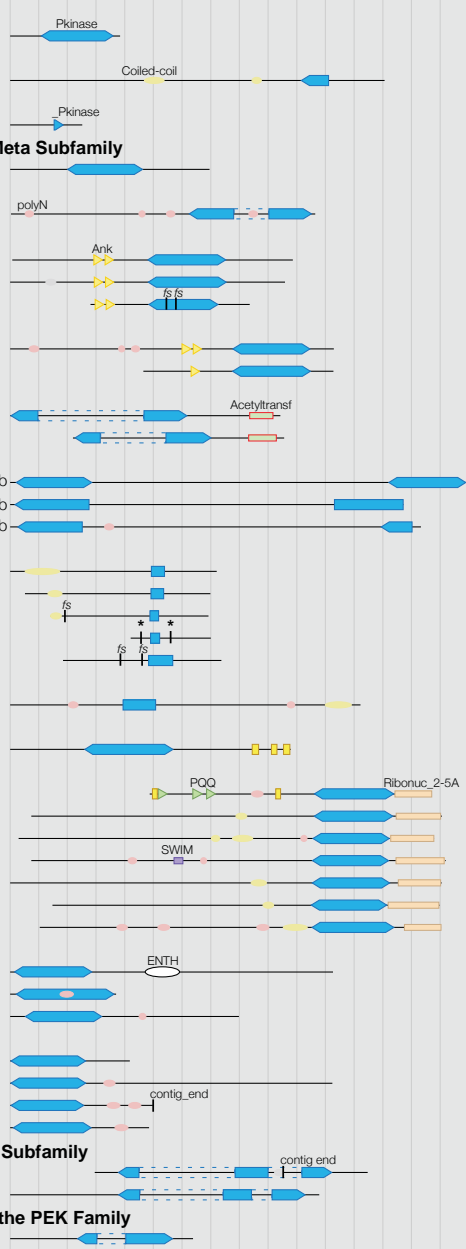 Pkinase
Coiled-coil
_Pkinase
Meta Subfamily
polyN
Ank
fs fs
Acetyltransf
b
b
b
fs
* *
fs fs
PQQ Ribonuc_2-5A
SWIM
ENTH
contig_end
Subfamily
contig end
the PEK Family